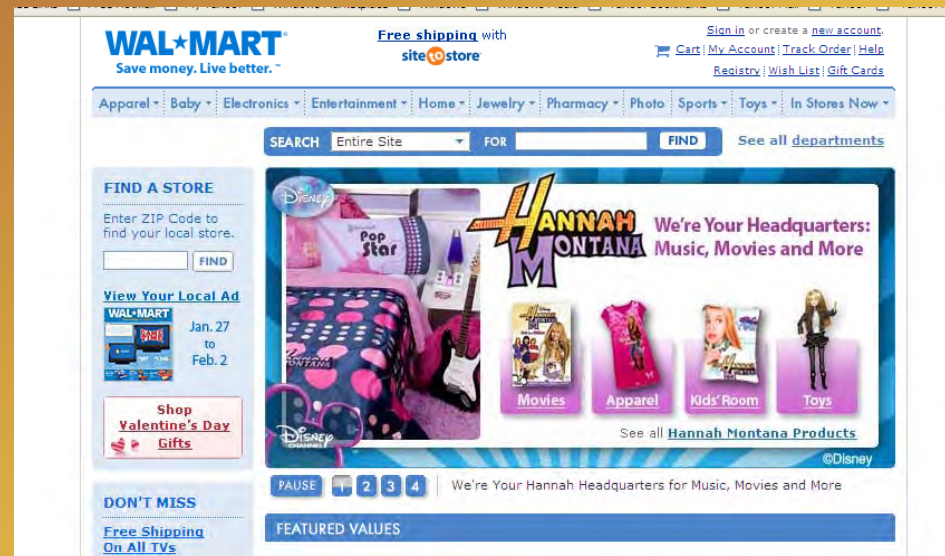 WAL★MART®
Save money. Live better.™
Free shipping with
site to store
Sign in or create a new account.
Cart | My Account | Track Order | Help
Registry | Wish List | Gift Cards
Apparel Baby Electronics Entertainment Home Jewelry Pharmacy Photo Sports Toys In Stores Now
SEARCH Entire Site FOR FIND See all departments
FIND A STORE
Enter ZIP Code to
find your local store.
FIND
View Your Local Ad
WAL★MART
Jan. 27
to
Feb. 2
Shop
Valentine's Day
Gifts
DON'T MISS
Free Shipping
On All TVs
DISNEY
Pop
Star
HANNAH
MONTANA
HANNAH
MONTANA
We're Your Headquarters:
Music, Movies and More
Movies Apparel Kids' Room Toys
See all Hannah Montana Products
DISNEY
CHANNEL
©Disney
PAUSE 1 2 3 4 We're Your Hannah Headquarters for Music, Movies and More
FEATURED VALUES